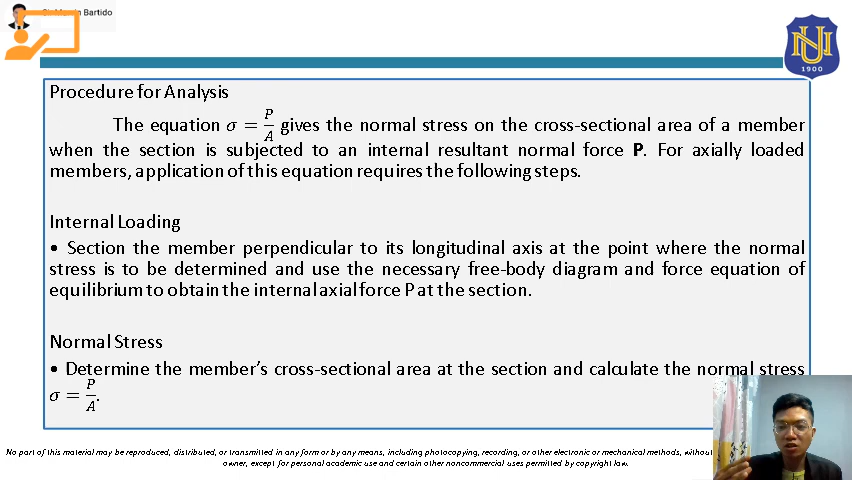 Sir Marvin Bartido
NU
1900
Procedure for Analysis
The equation σ = P/A gives the normal stress on the cross-sectional area of a member
when the section is subjected to an internal resultant normal force P. For axially loaded
members, application of this equation requires the following steps.
Internal Loading
• Section the member perpendicular to its longitudinal axis at the point where the normal
stress is to be determined and use the necessary free-body diagram and force equation of
equilibrium to obtain the internal axial force P at the section.
Normal Stress
• Determine the member's cross-sectional area at the section and calculate the normal stress
σ = P/A.
No part of this material may be reproduced, distributed, or transmitted in any form or by any means, including photocopying, recording, or other electronic or mechanical methods, without
owner, except for personal academic use and certain other noncommercial uses permitted by copyright law.